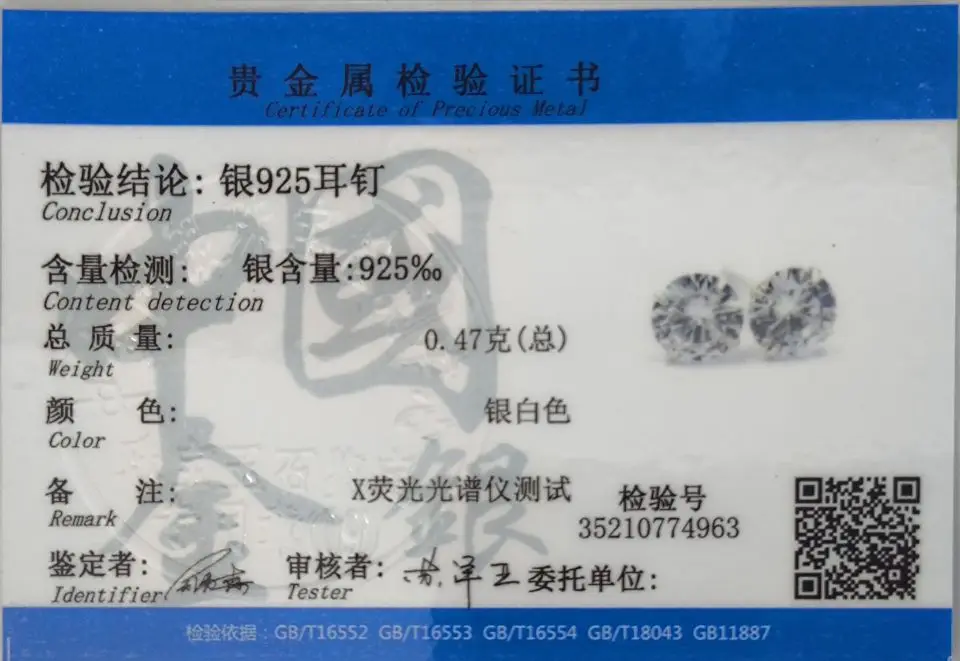 贵金属检验证书
Certificate of Precious Metal
检验结论: 银925耳钉
Conclusion
含量检测: 银含量:925‰
Content detection
总质量: 0.47克(总)
Weight
颜色: 银白色
Color
备注: X荧光光谱仪测试
Remark
检验号
35210774963
鉴定者:
Identifier
审核者:
Tester
委托单位:
检验依据: GB/T16552 GB/T16553 GB/T16554 GB/T18043 GB11887
中國
金銀